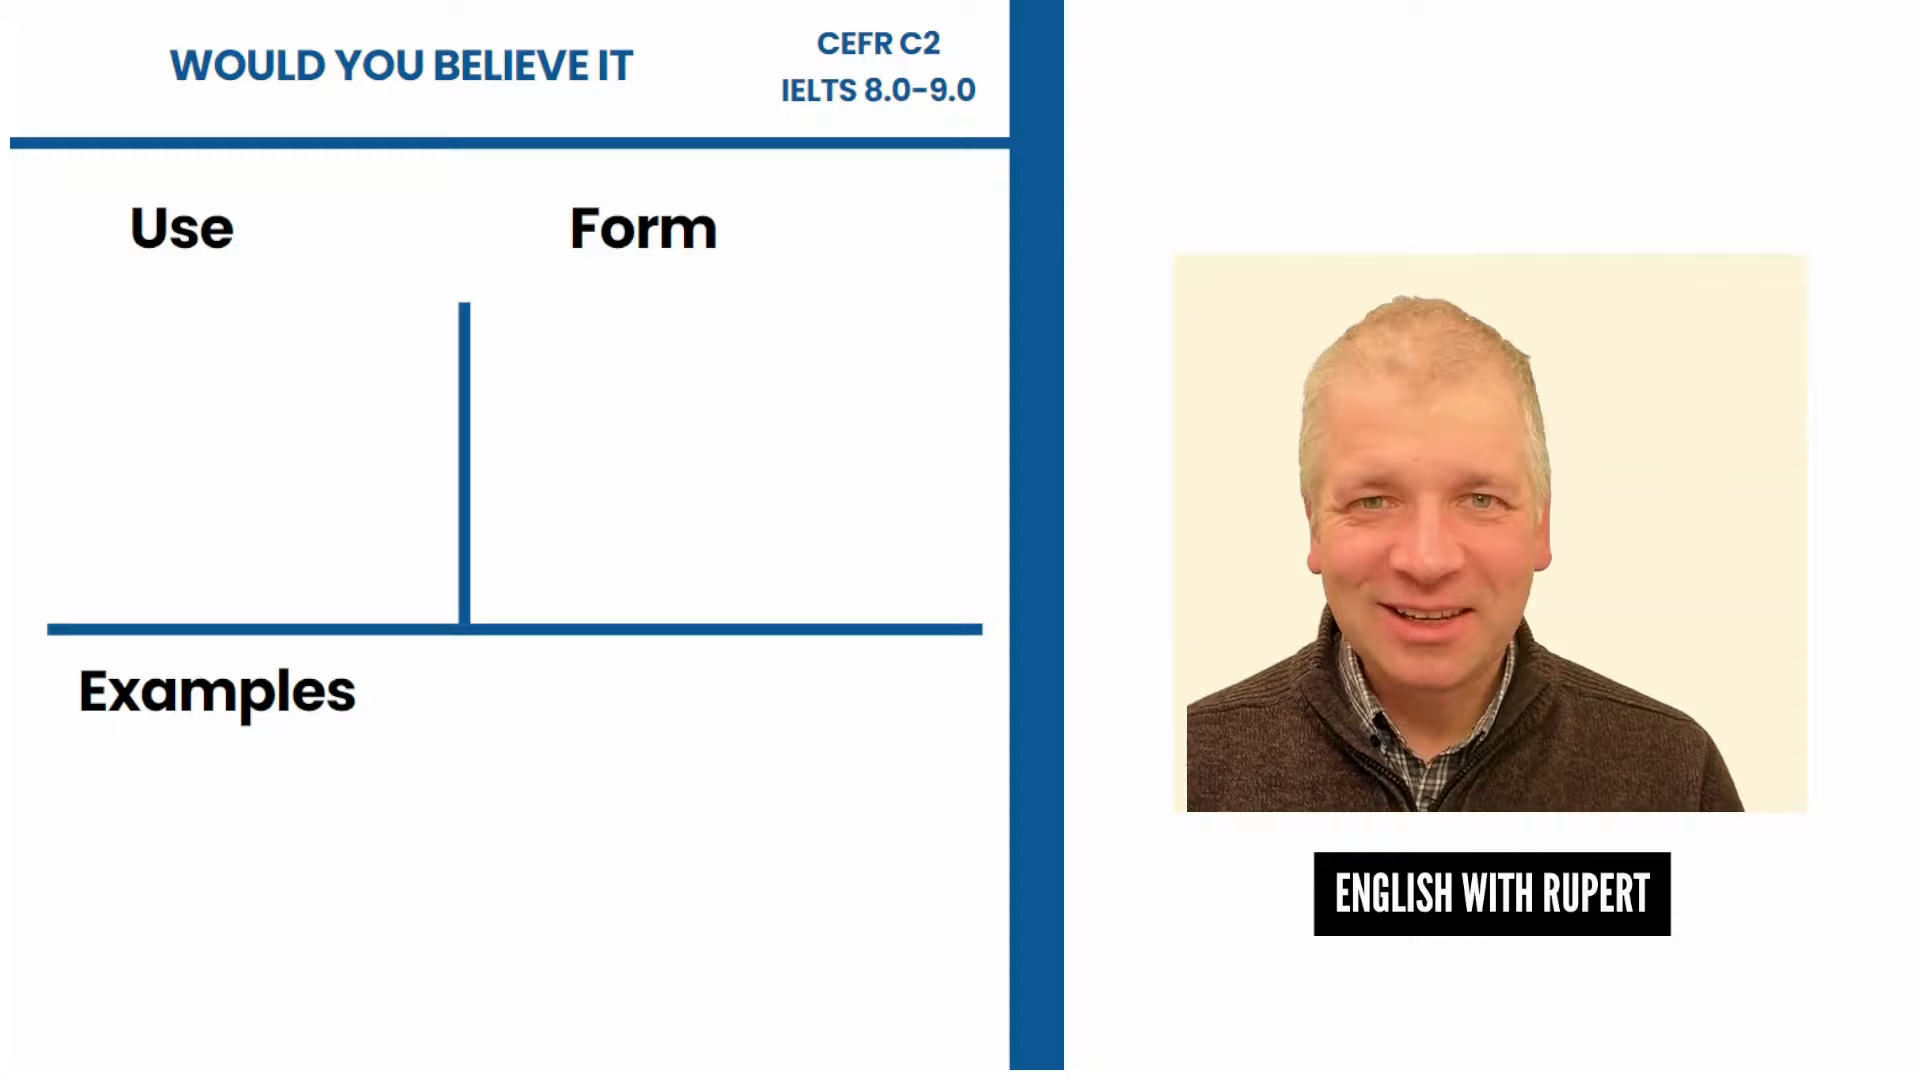 WOULD YOU BELIEVE IT
CEFR C2
IELTS 8.0-9.0
Use
Form
Examples
ENGLISH WITH RUPERT